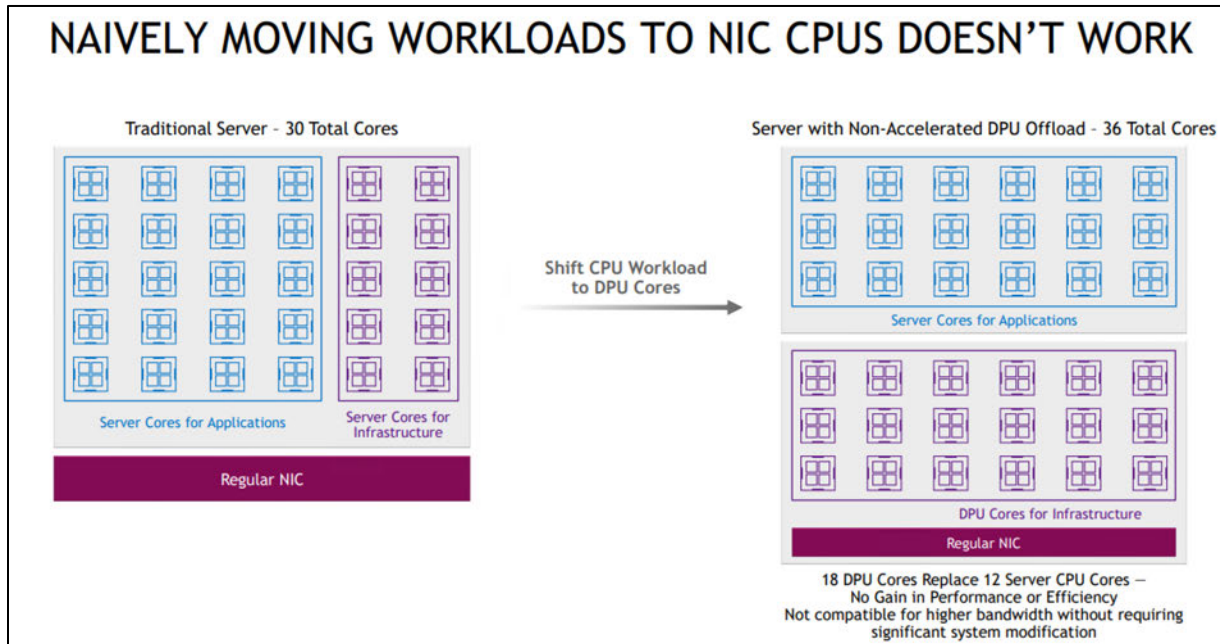 NAIVELY MOVING WORKLOADS TO NIC CPUS DOESN'T WORK
Traditional Server - 30 Total Cores
Server Cores for Applications
Server Cores for
Infrastructure
Regular NIC
Shift CPU Workload
to DPU Cores
Server with Non-Accelerated DPU Offload - 36 Total Cores
Server Cores for Applications
DPU Cores for Infrastructure
Regular NIC
18 DPU Cores Replace 12 Server CPU Cores —
No Gain in Performance or Efficiency
Not compatible for higher bandwidth without requiring
significant system modification